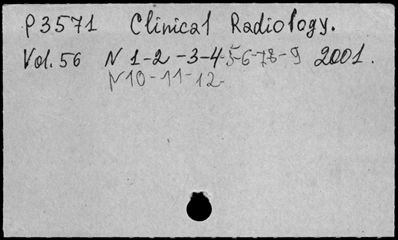 P3571 Clinical Radiology.
Vol. 56 N 1-2-3-4-5-6-7-8-9 2001.
N 10-11-12-